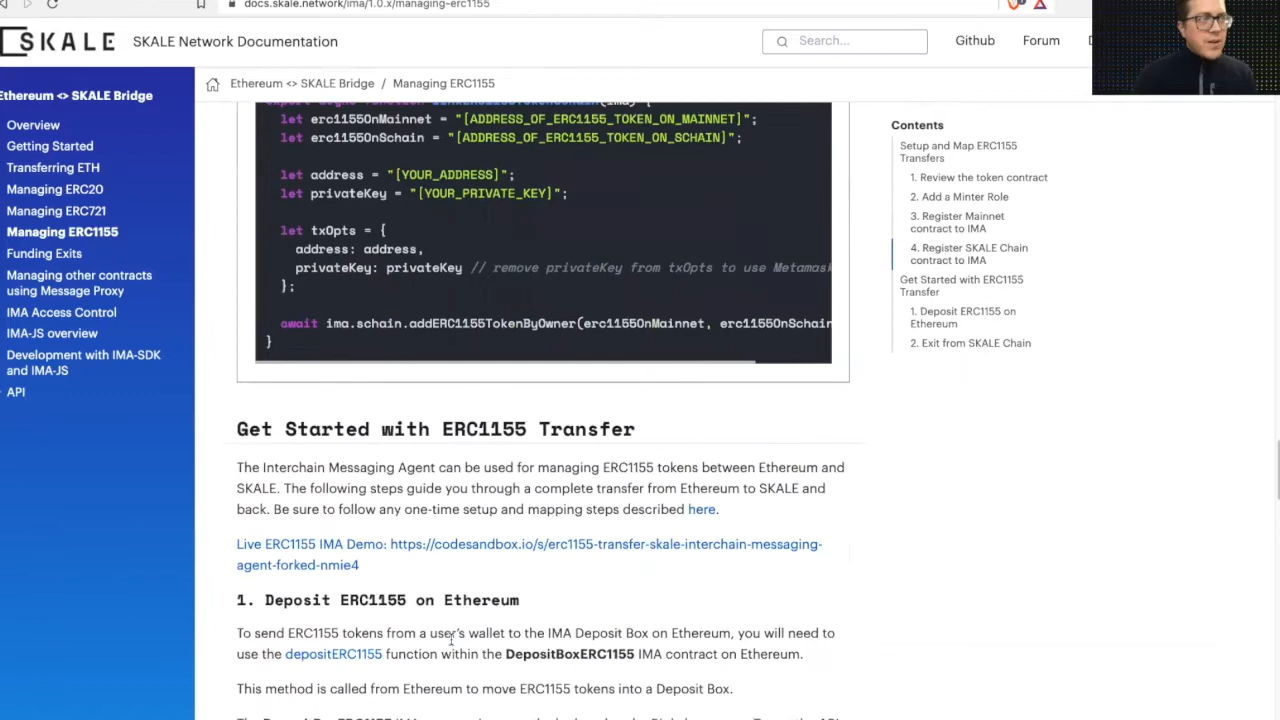 docs.skale.network/ima/1.0.x/managing-erc1155
SKALE
SKALE Network Documentation
Search...
Github
Forum
Ethereum <> SKALE Bridge
Overview
Getting Started
Transferring ETH
Managing ERC20
Managing ERC721
Managing ERC1155
Funding Exits
Managing other contracts
using Message Proxy
IMA Access Control
IMA-JS overview
Development with IMA-SDK
and IMA-JS
API
Ethereum <> SKALE Bridge / Managing ERC1155
let erc1155OnMainnet = "[ADDRESS_OF_ERC1155_TOKEN_ON_MAINNET]";
let erc1155OnSchain = "[ADDRESS_OF_ERC1155_TOKEN_ON_SCHAIN]";
let address = "[YOUR_ADDRESS]";
let privateKey = "[YOUR_PRIVATE_KEY]";
let txOpts = {
address: address,
privateKey: privateKey // remove privateKey from txOpts to use Metamask
};
await ima.schain.addERC1155TokenByOwner(erc1155OnMainnet, erc1155OnSchain
}
Get Started with ERC1155 Transfer
The Interchain Messaging Agent can be used for managing ERC1155 tokens between Ethereum and
SKALE. The following steps guide you through a complete transfer from Ethereum to SKALE and
back. Be sure to follow any one-time setup and mapping steps described here.
Live ERC1155 IMA Demo: https://codesandbox.io/s/erc1155-transfer-skale-interchain-messaging-
agent-forked-nmie4
1. Deposit ERC1155 on Ethereum
To send ERC1155 tokens from a user's wallet to the IMA Deposit Box on Ethereum, you will need to
use the depositERC1155 function within the DepositBoxERC1155 IMA contract on Ethereum.
This method is called from Ethereum to move ERC1155 tokens into a Deposit Box.
Contents
Setup and Map ERC1155
Transfers
1. Review the token contract
2. Add a Minter Role
3. Register Mainnet
contract to IMA
4. Register SKALE Chain
contract to IMA
Get Started with ERC1155
Transfer
1. Deposit ERC1155 on
Ethereum
2. Exit from SKALE Chain